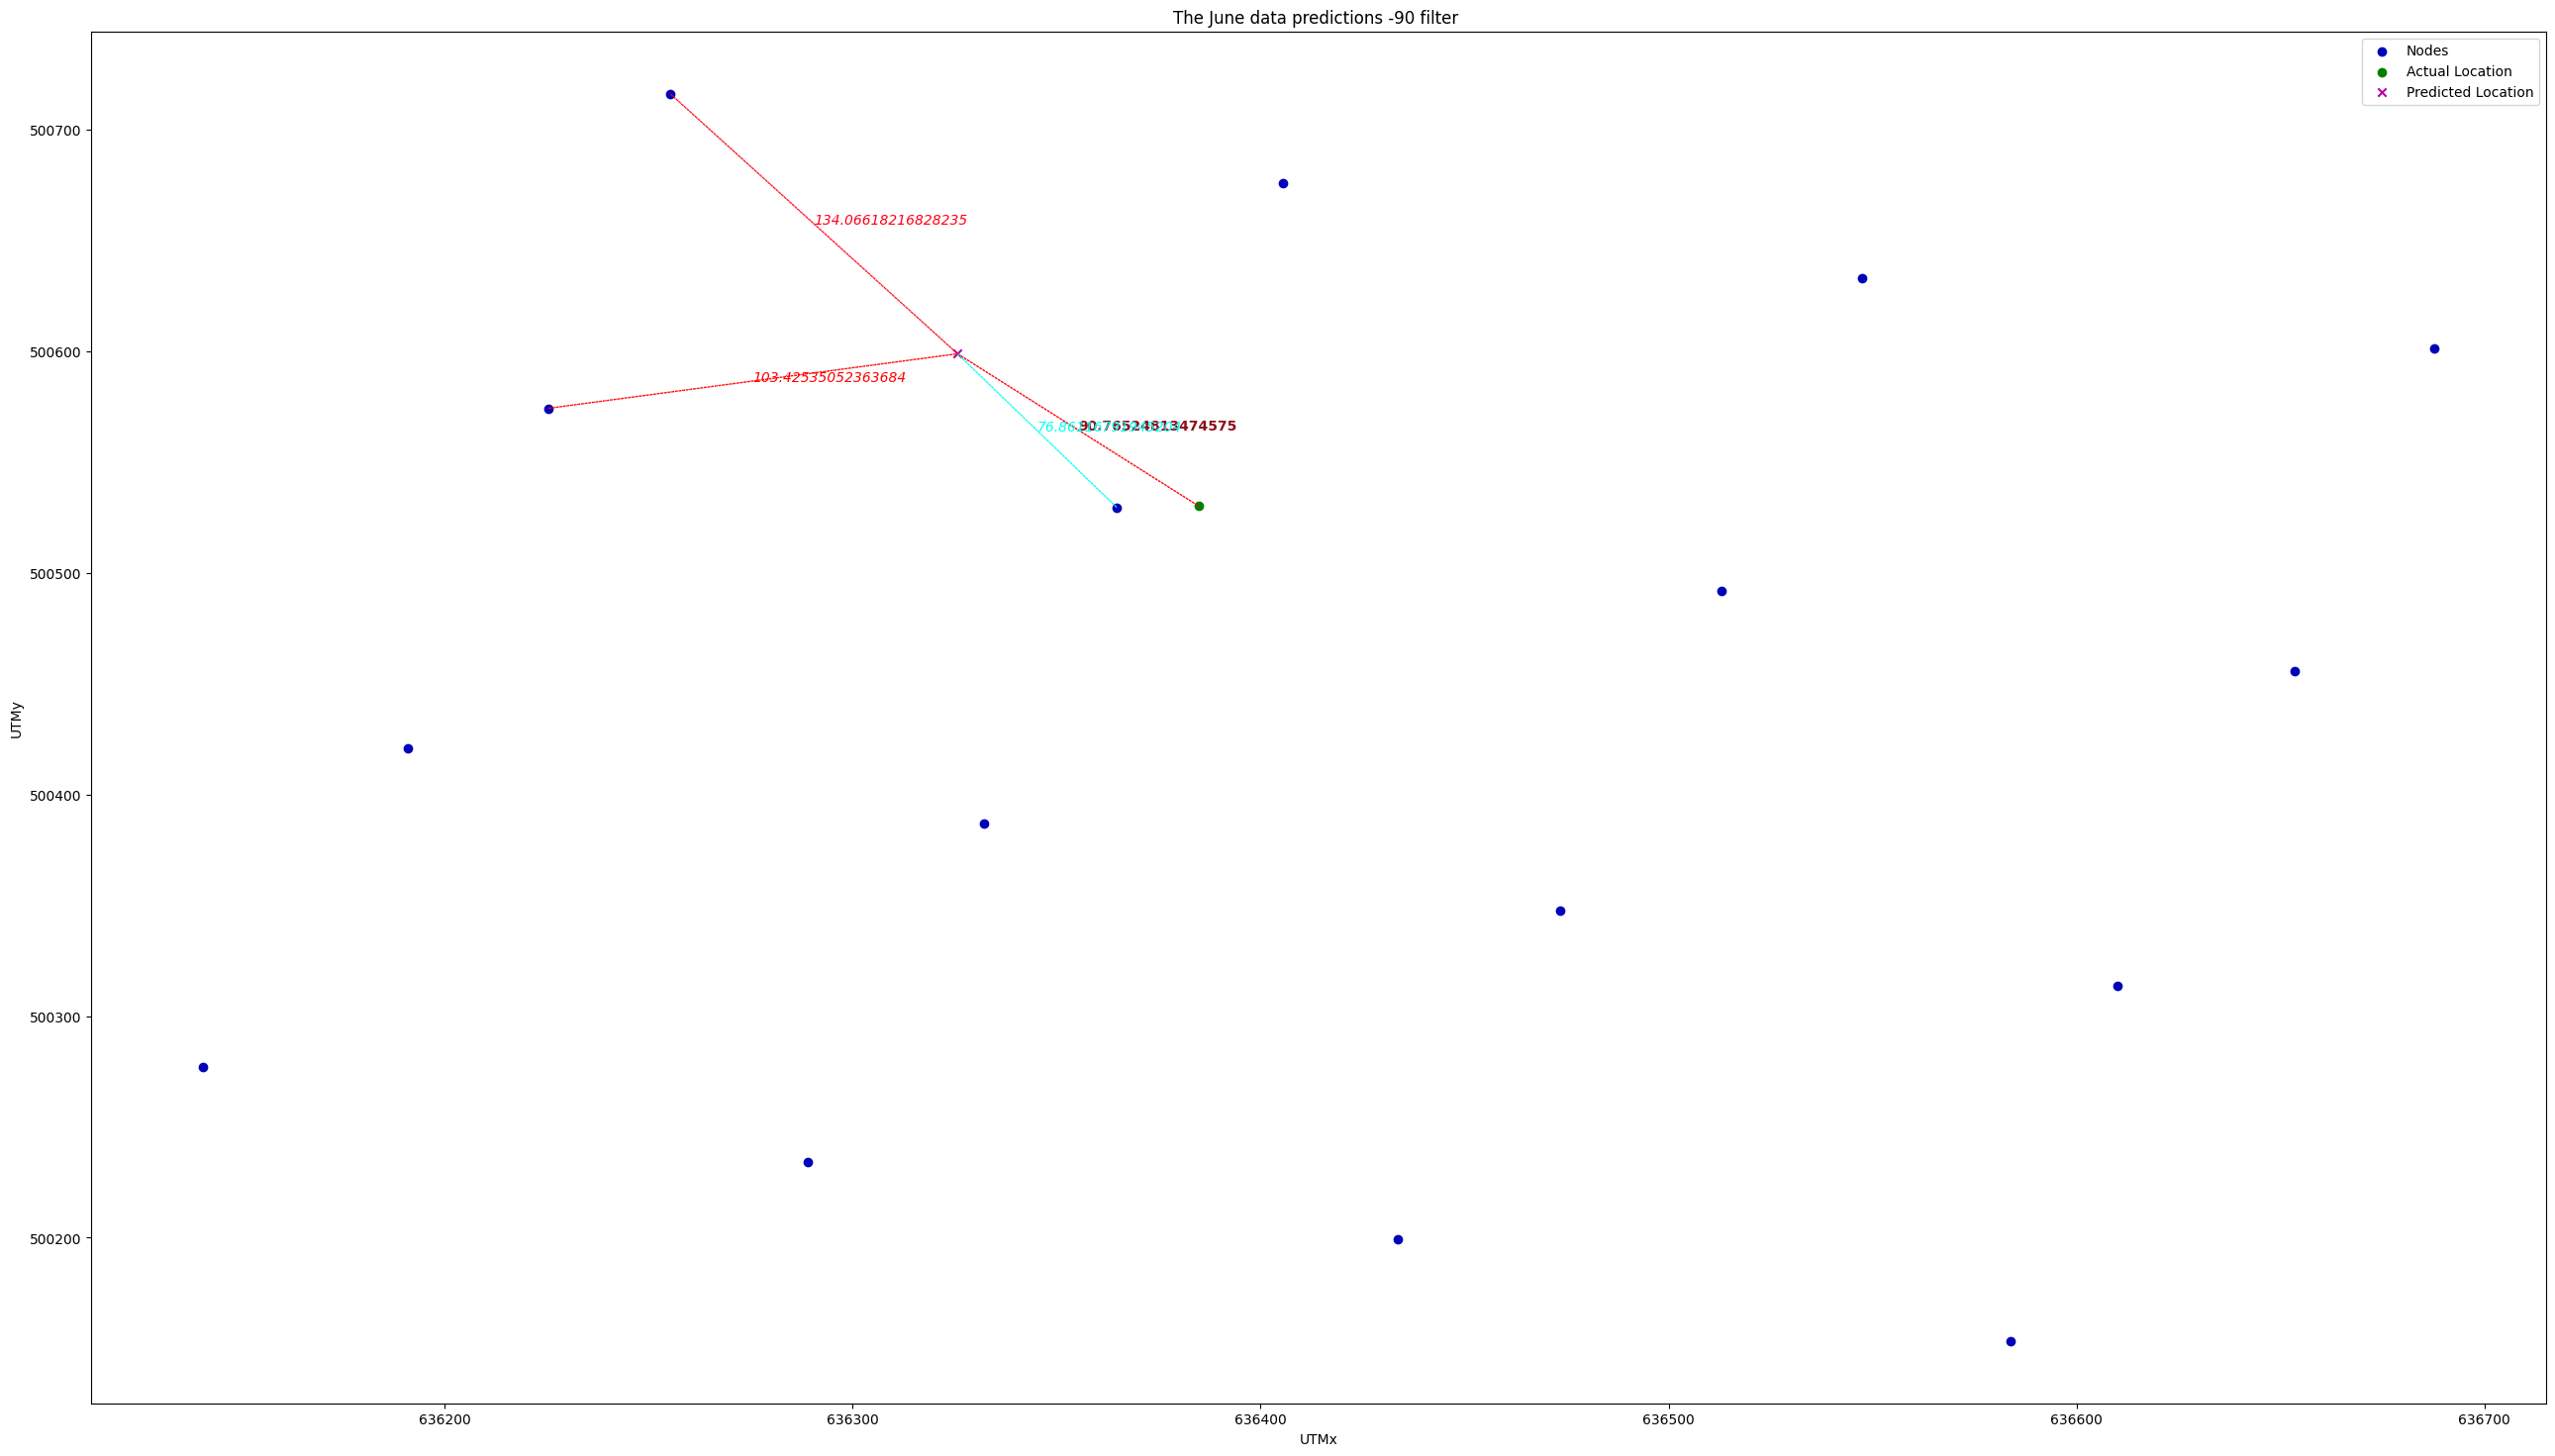 The June data predictions -90 filter
Nodes
Actual Location
Predicted Location
500700
500600
500500
500400
500300
500200
UTMy
134.06618216828235
103.42535052363684
90.76524813474575
636200
636300
636400
636500
636600
636700
UTMx